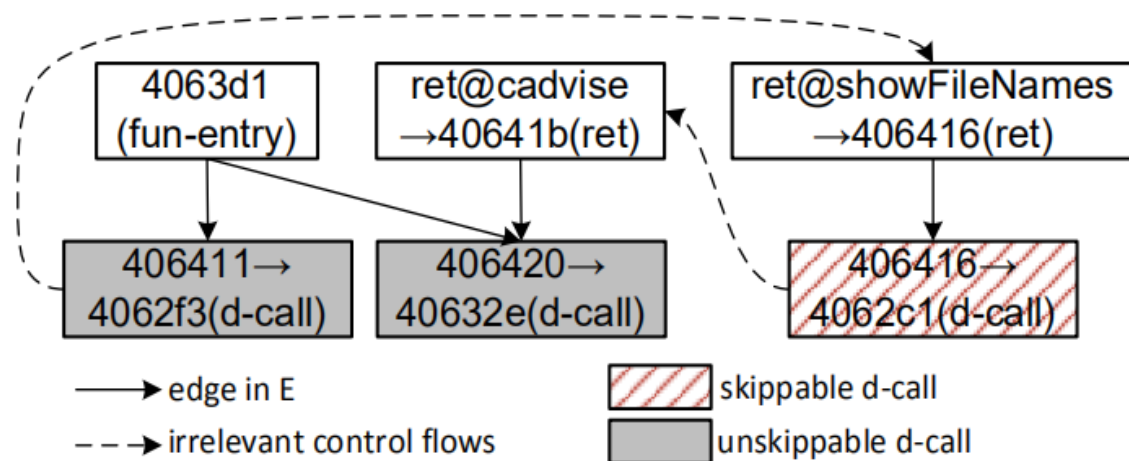 4063d1
(fun-entry)
ret@cadvise
→40641b(ret)
ret@showFileNames
→406416(ret)
406411→
4062f3(d-call)
406420→
40632e(d-call)
406416→
4062c1(d-call)
edge in E
skippable d-call
irrelevant control flows
unskippable d-call